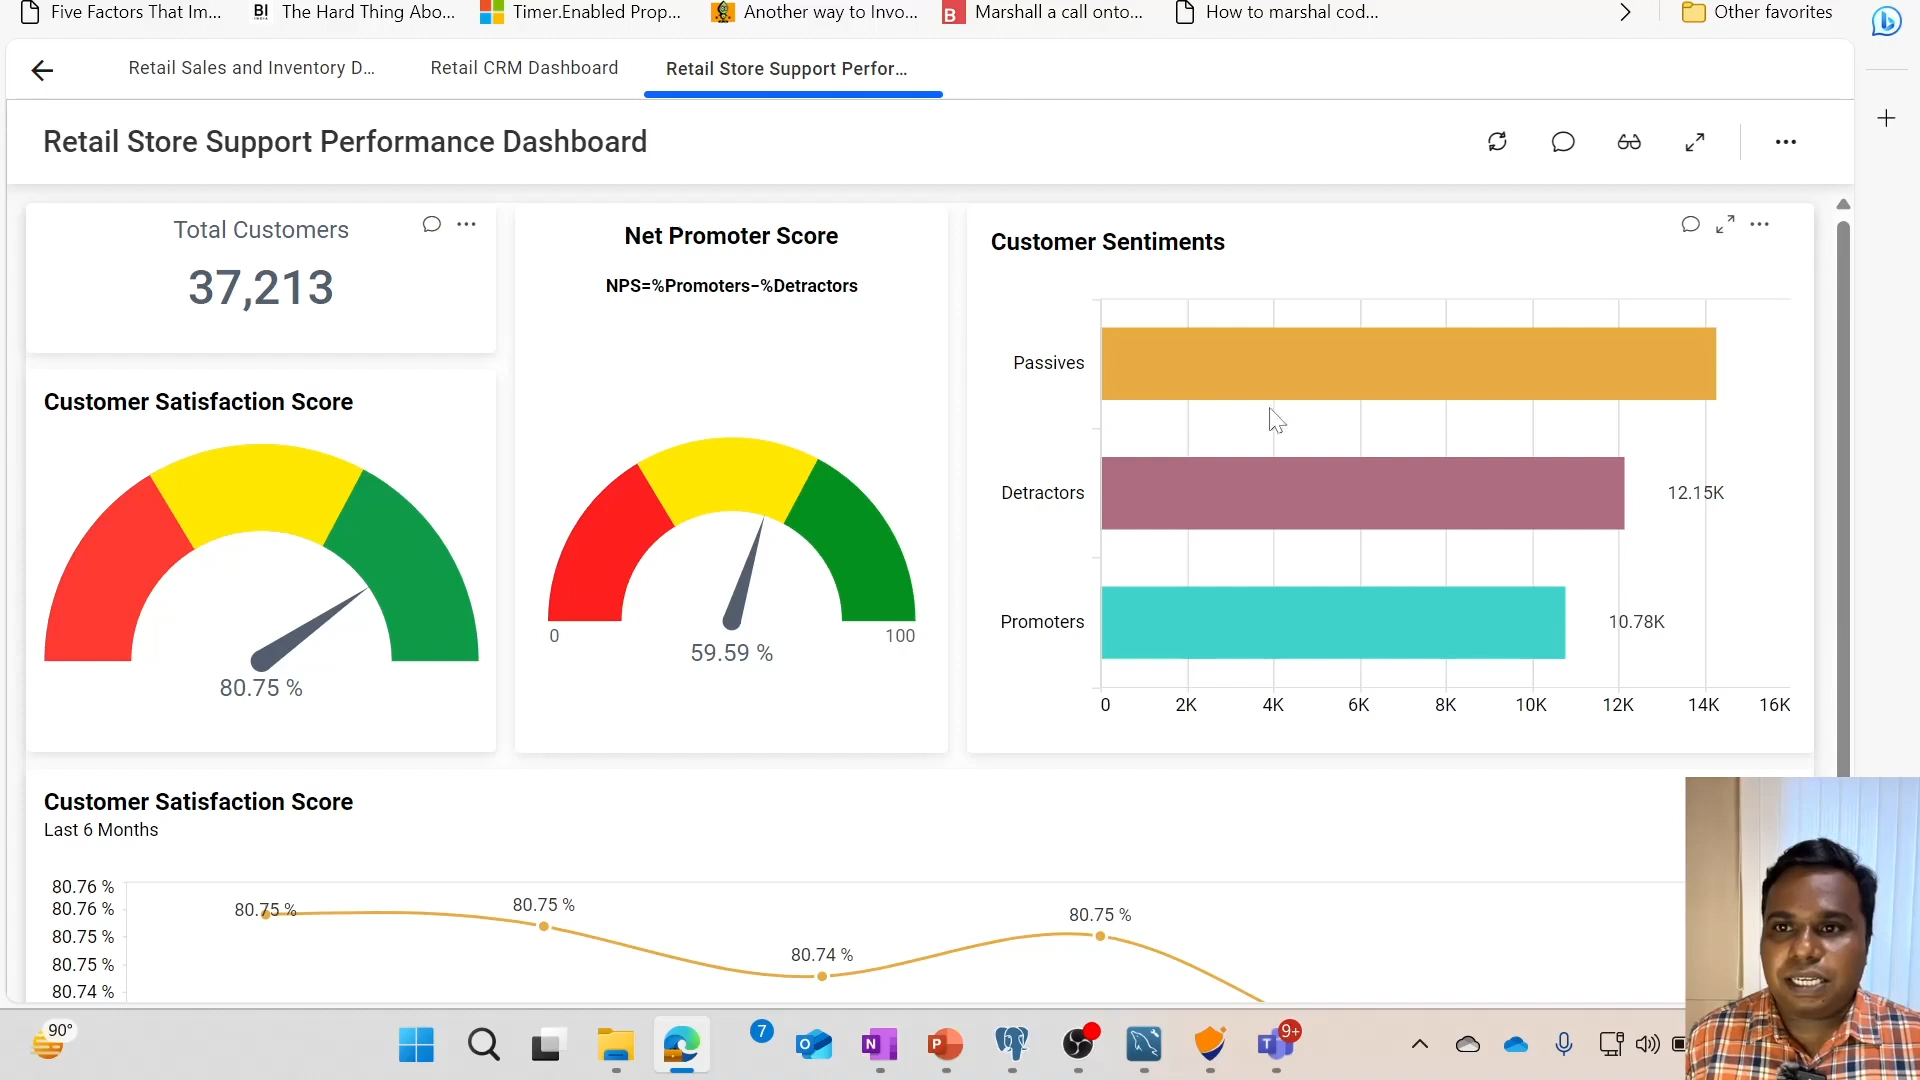 Five Factors That Im...
BI
INDIA
The Hard Thing Abo...
Timer.Enabled Prop...
Another way to Invo...
B
Marshall a call onto...
How to marshal cod...
Other favorites
Retail Sales and Inventory D...
Retail CRM Dashboard
Retail Store Support Perfor...
Retail Store Support Performance Dashboard
Total Customers
37,213
Customer Satisfaction Score
80.75 %
Net Promoter Score
NPS=%Promoters-%Detractors
0
100
59.59 %
Customer Sentiments
Passives
Detractors
12.15K
Promoters
10.78K
0
2K
4K
6K
8K
10K
12K
14K
16K
Customer Satisfaction Score
Last 6 Months
80.76 %
80.76 %
80.75 %
80.75 %
80.74 %
80.75 %
80.75 %
80.74 %
80.75 %
90°
7
O
N
P
T
9+